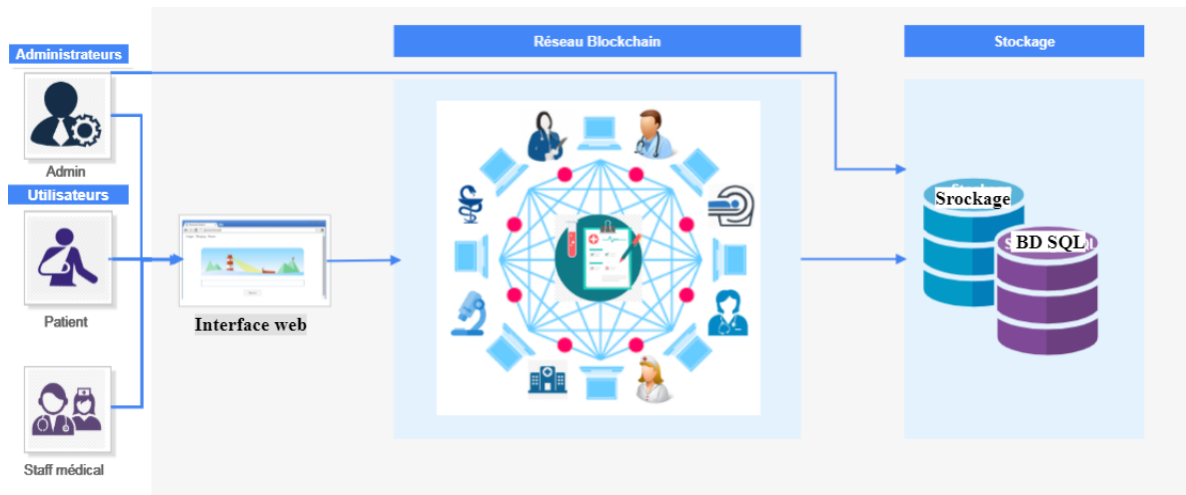 Réseau Blockchain
Stockage
Administrateurs
Admin
Utilisateurs
Patient
Staff médical
Interface web
Srockage
BD SQL